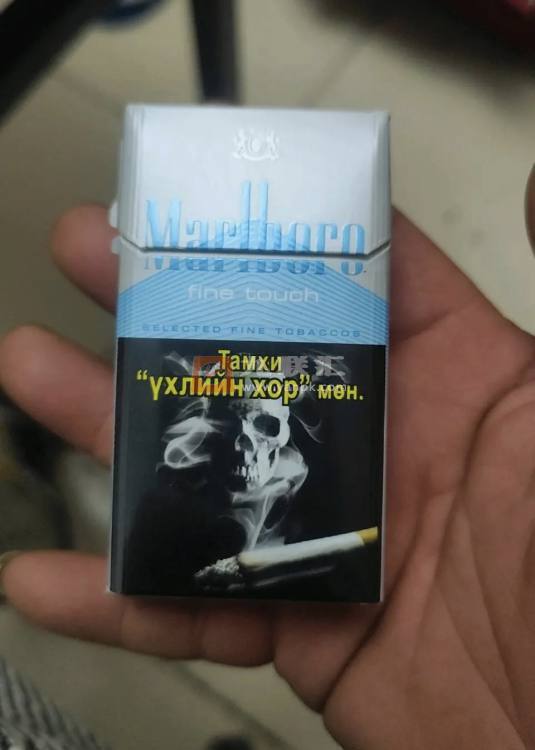 Marlboro
fine touch
SELECTED FINE TOBACCOS
Тамхи
"үхлийн хор" мөн.